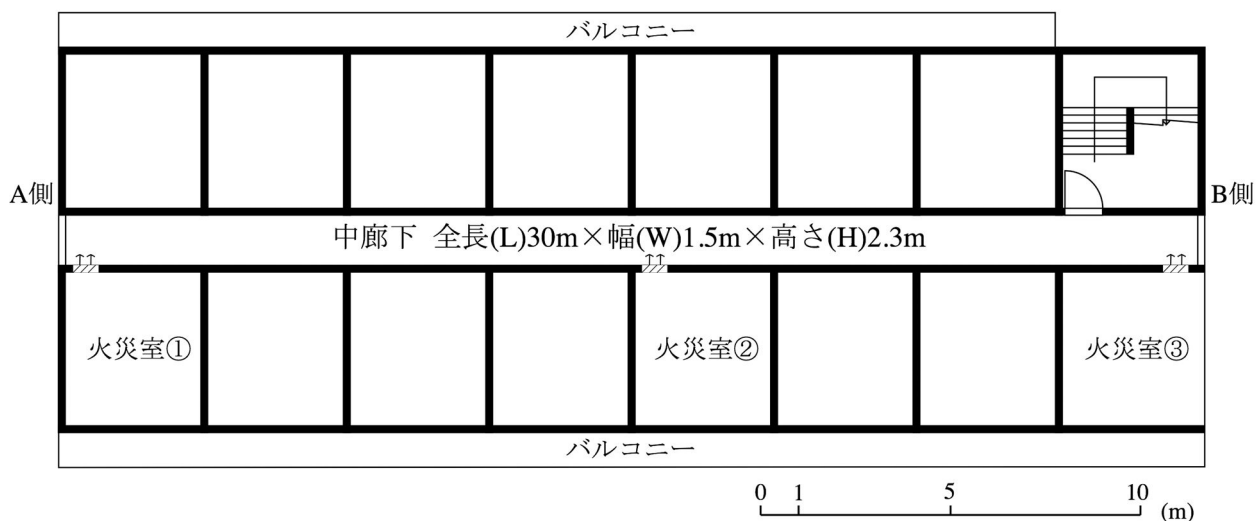 バルコニー
A側
B側
中廊下 全長(L)30m×幅(W)1.5m×高さ(H)2.3m
↑↑ ↑↑ ↑↑
火災室① 火災室② 火災室③
バルコニー
0 1 5 10 (m)